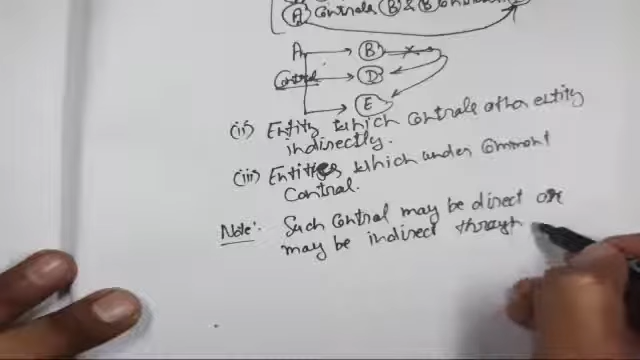 A Controls B & B Controls
A B
Control D
E
(ii) Entity which controls other entity
indirectly.
(iii) Entities which under Common
Control.
Note: Such Control may be direct or
may be indirect through